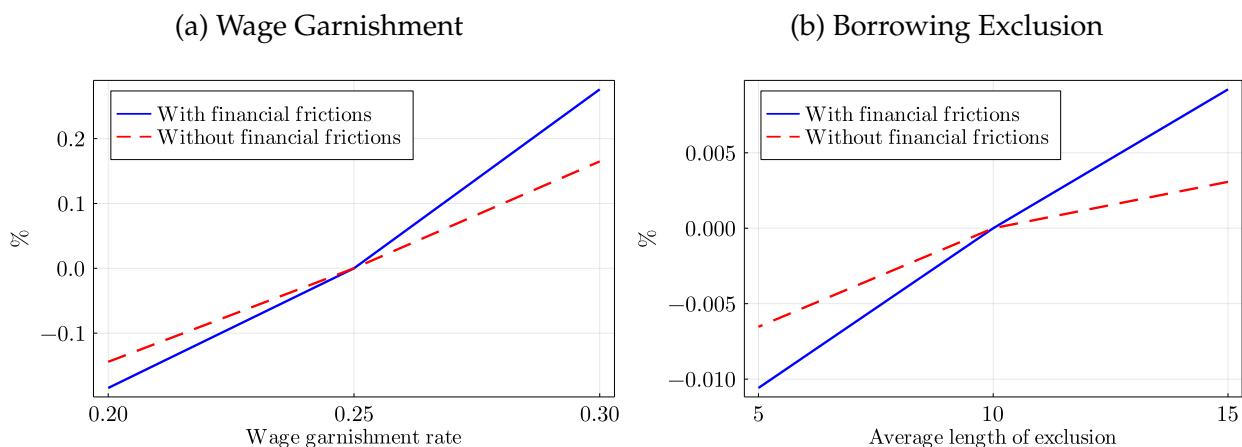 (a) Wage Garnishment
With financial frictions
Without financial frictions
%
0.2
0.1
0.0
−0.1
0.20
0.25
0.30
Wage garnishment rate
(b) Borrowing Exclusion
With financial frictions
Without financial frictions
%
0.005
0.000
−0.005
−0.010
5
10
15
Average length of exclusion